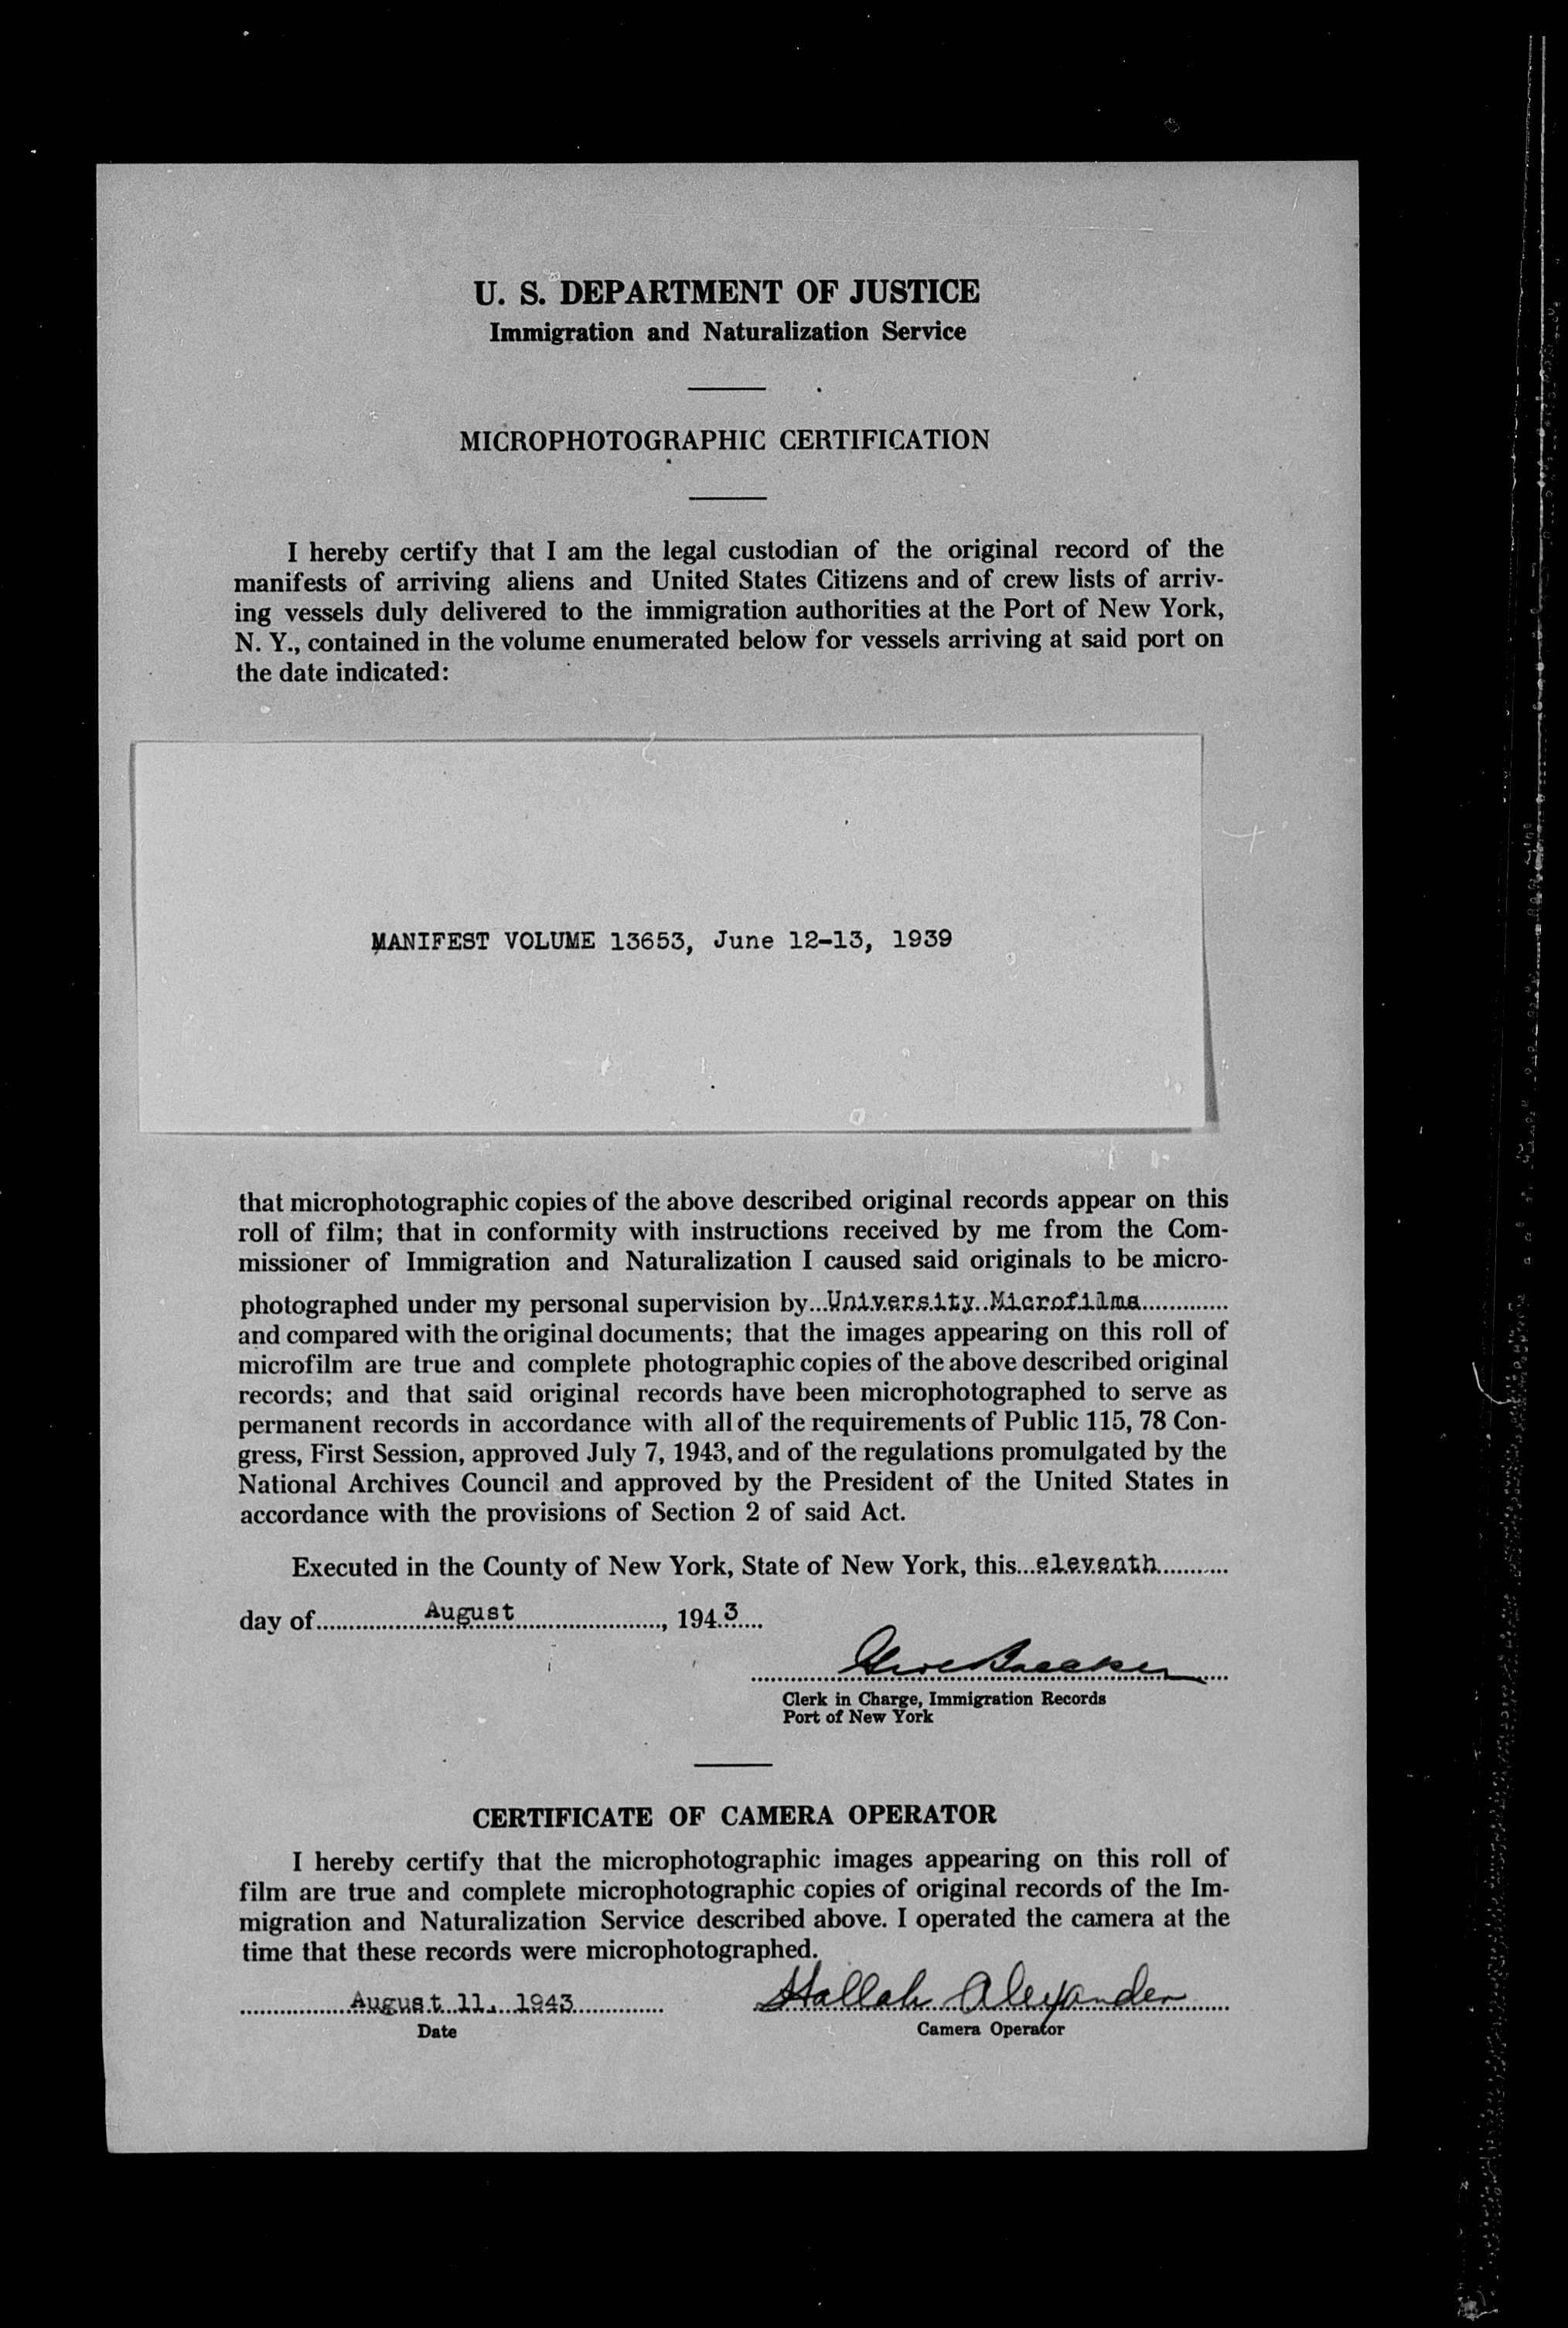 U. S. DEPARTMENT OF JUSTICE
Immigration and Naturalization Service
MICROPHOTOGRAPHIC CERTIFICATION
I hereby certify that I am the legal custodian of the original record of the
manifests of arriving aliens and United States Citizens and of crew lists of arriv-
ing vessels duly delivered to the immigration authorities at the Port of New York,
N. Y., contained in the volume enumerated below for vessels arriving at said port on
the date indicated:
MANIFEST VOLUME 13653, June 12-13, 1939
that microphotographic copies of the above described original records appear on this
roll of film; that in conformity with instructions received by me from the Com-
missioner of Immigration and Naturalization I caused said originals to be micro-
photographed under my personal supervision by...University Microfilms.............
and compared with the original documents; that the images appearing on this roll of
microfilm are true and complete photographic copies of the above described original
records; and that said original records have been microphotographed to serve as
permanent records in accordance with all of the requirements of Public 115, 78 Con-
gress, First Session, approved July 7, 1943, and of the regulations promulgated by the
National Archives Council and approved by the President of the United States in
accordance with the provisions of Section 2 of said Act.
Executed in the County of New York, State of New York, this...eleventh...........
day of.................... August .........................., 194.3....
Clerk in Charge, Immigration Records
Port of New York
CERTIFICATE OF CAMERA OPERATOR
I hereby certify that the microphotographic images appearing on this roll of
film are true and complete microphotographic copies of original records of the Im-
migration and Naturalization Service described above. I operated the camera at the
time that these records were microphotographed.
................August 11, 1943.............. Hallah Alexander
Date Camera Operator